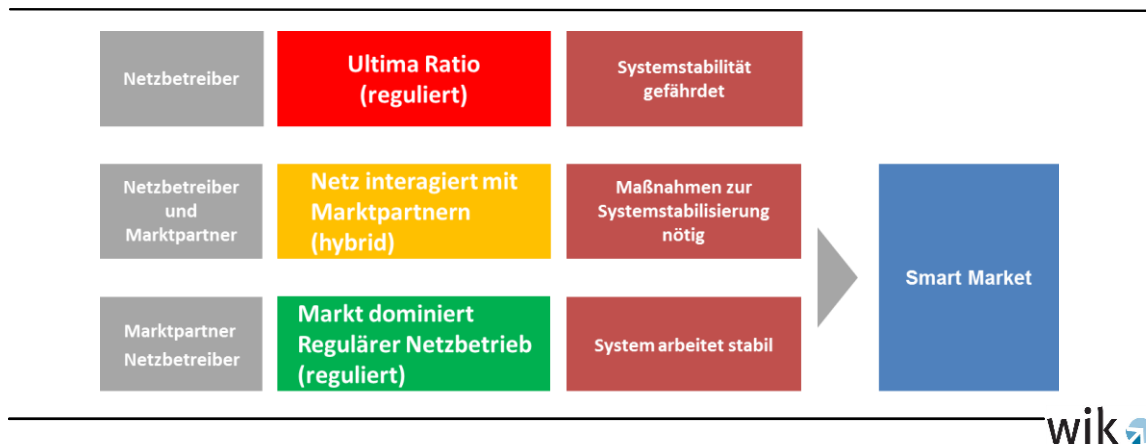 Netzbetreiber
Ultima Ratio
(reguliert)
Systemstabilität
gefährdet
Netzbetreiber
und
Marktpartner
Netz interagiert mit
Marktpartnern
(hybrid)
Maßnahmen zur
Systemstabilisierung
nötig
Marktpartner
Netzbetreiber
Markt dominiert
Regulärer Netzbetrieb
(reguliert)
System arbeitet stabil
Smart Market
wik